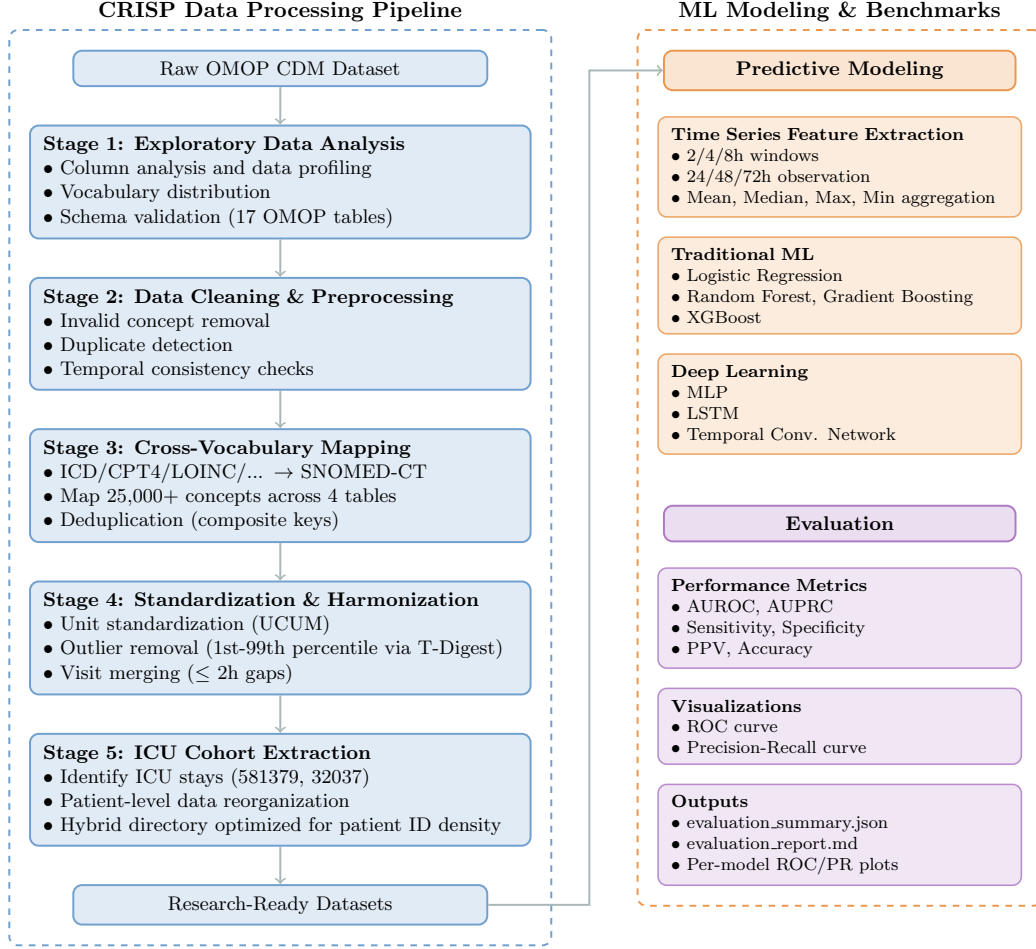 CRISP Data Processing Pipeline
Raw OMOP CDM Dataset
Stage 1: Exploratory Data Analysis
• Column analysis and data profiling
• Vocabulary distribution
• Schema validation (17 OMOP tables)
Stage 2: Data Cleaning & Preprocessing
• Invalid concept removal
• Duplicate detection
• Temporal consistency checks
Stage 3: Cross-Vocabulary Mapping
• ICD/CPT4/LOINC/... → SNOMED-CT
• Map 25,000+ concepts across 4 tables
• Deduplication (composite keys)
Stage 4: Standardization & Harmonization
• Unit standardization (UCUM)
• Outlier removal (1st-99th percentile via T-Digest)
• Visit merging (≤ 2h gaps)
Stage 5: ICU Cohort Extraction
• Identify ICU stays (581379, 32037)
• Patient-level data reorganization
• Hybrid directory optimized for patient ID density
Research-Ready Datasets
ML Modeling & Benchmarks
Predictive Modeling
Time Series Feature Extraction
• 2/4/8h windows
• 24/48/72h observation
• Mean, Median, Max, Min aggregation
Traditional ML
• Logistic Regression
• Random Forest, Gradient Boosting
• XGBoost
Deep Learning
• MLP
• LSTM
• Temporal Conv. Network
Evaluation
Performance Metrics
• AUROC, AUPRC
• Sensitivity, Specificity
• PPV, Accuracy
Visualizations
• ROC curve
• Precision-Recall curve
Outputs
• evaluation_summary.json
• evaluation_report.md
• Per-model ROC/PR plots